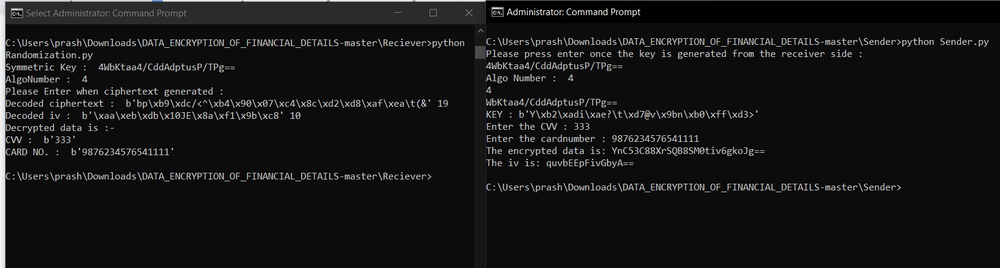 Select Administrator: Command Prompt
C:\Users\prash\Downloads\DATA_ENCRYPTION_OF_FINANCIAL_DETAILS-master\Reciever>python
Randomization.py
Symmetric Key :  4WbKtaa4/CddAdptusP/TPg==
AlgoNumber :  4
Please Enter when ciphertext generated :
Decoded ciphertext :  b'bp\xb9\xdc/<^\xb4\x90\x07\xc4\x8c\xd2\xd8\xaf\xea\t(&' 19
Decoded iv :  b'\xaa\xeb\xdb\x10JE\x8a\xf1\x9b\xc8' 10
Decrypted data is :-
CVV :  b'333'
CARD NO. :  b'9876234576541111'
C:\Users\prash\Downloads\DATA_ENCRYPTION_OF_FINANCIAL_DETAILS-master\Reciever>
Administrator: Command Prompt
C:\Users\prash\Downloads\DATA_ENCRYPTION_OF_FINANCIAL_DETAILS-master\Sender>python Sender.py
Please press enter once the key is generated from the receiver side :
4WbKtaa4/CddAdptusP/TPg==
Algo Number :  4
4
WbKtaa4/CddAdptusP/TPg==
KEY : b'Y\xb2\xadi\xae?\t\xd7@v\x9bn\xb0\xff\xd3>'
Enter the CVV : 333
Enter the cardnumber : 9876234576541111
The encrypted data is: YnC53C88XrSQB8SM0tiv6gkoJg==
The iv is: quvbEEpFivGbyA==
C:\Users\prash\Downloads\DATA_ENCRYPTION_OF_FINANCIAL_DETAILS-master\Sender>